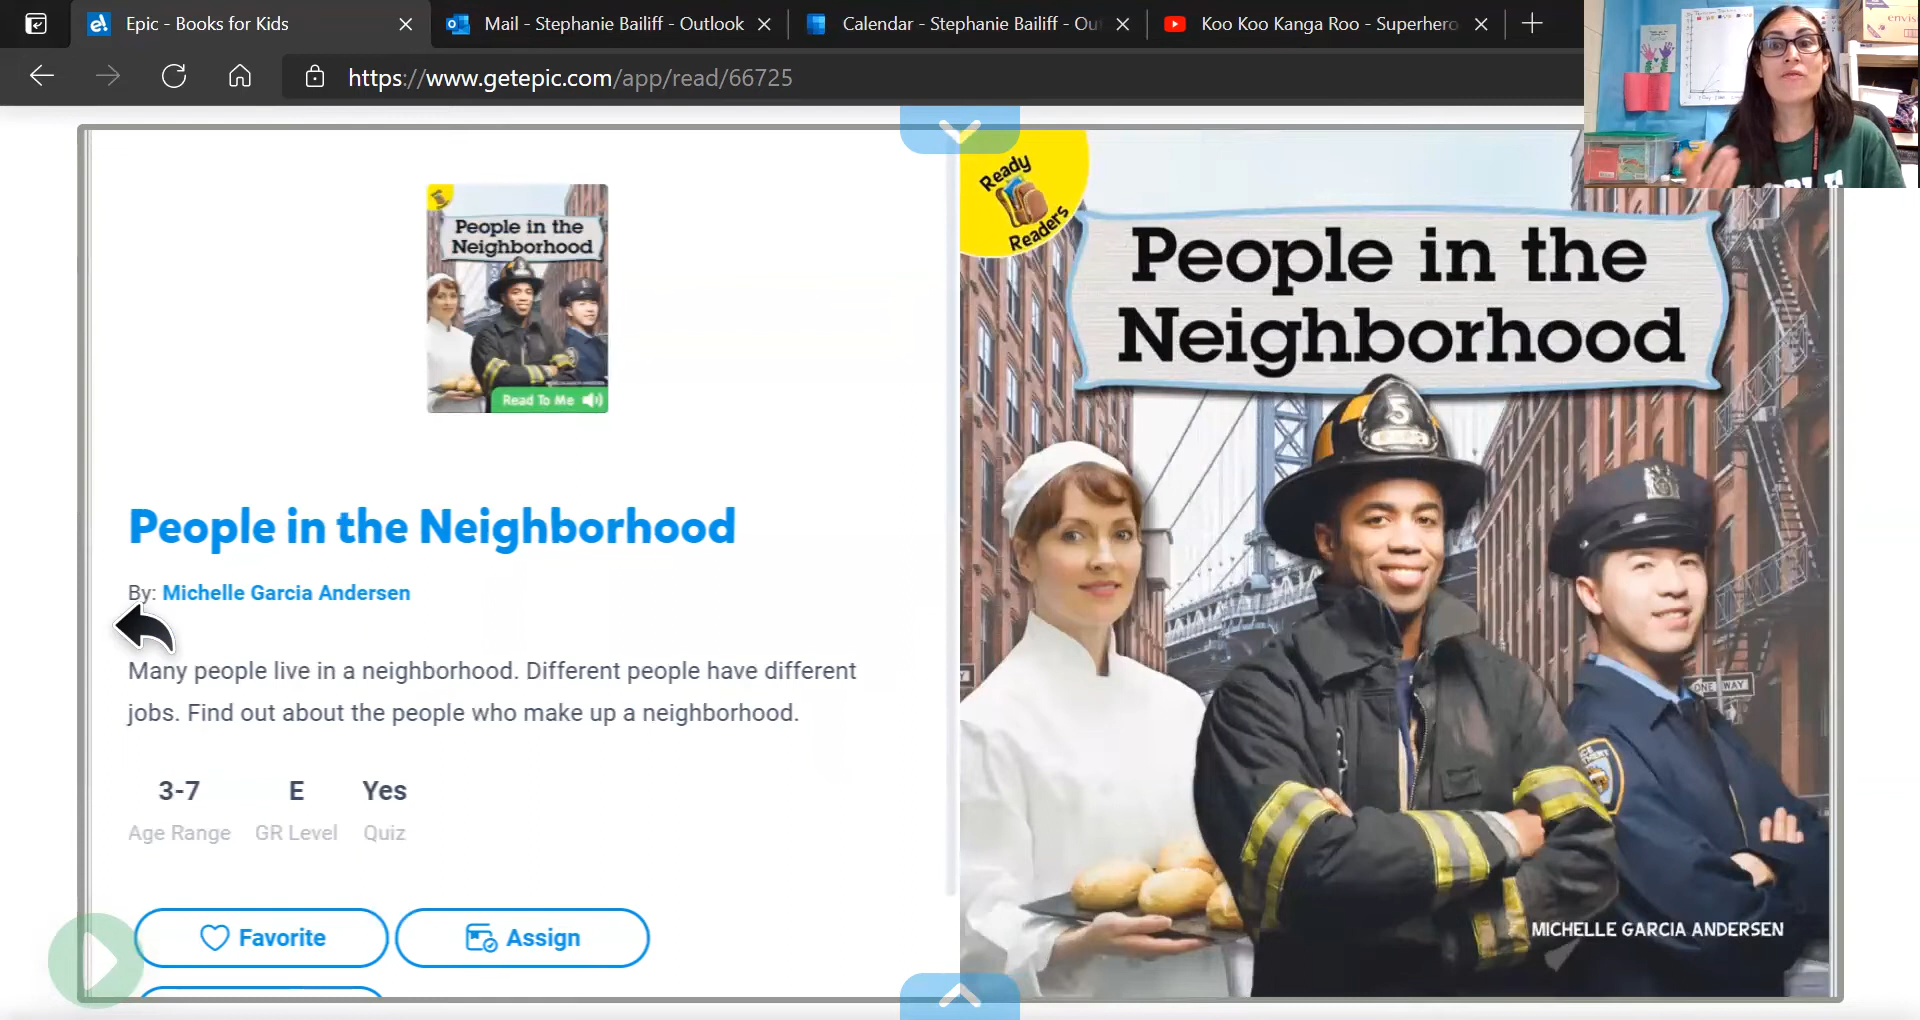 Epic - Books for Kids
Mail - Stephanie Bailiff - Outlook
Calendar - Stephanie Bailiff - Ou
Koo Koo Kanga Roo - Superhero
https://www.getepic.com/app/read/66725
People in the
Neighborhood
Read To Me
People in the Neighborhood
By: Michelle Garcia Andersen
Many people live in a neighborhood. Different people have different
jobs. Find out about the people who make up a neighborhood.
3-7 E Yes
Age Range GR Level Quiz
Favorite Assign
Ready
Readers
People in the
Neighborhood
5
ONE WAY
MICHELLE GARCIA ANDERSEN